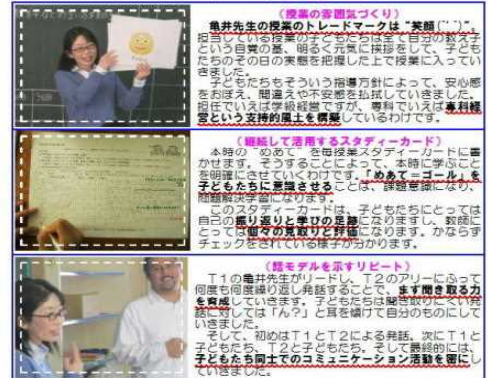 （授業の雰囲気づくり）
亀井先生の授業のトレードマークは“笑顔(¨)”。
担当している授業の子どもたちは全て自分の教え子
という自覚の基、明るく元気に挨拶をして、子ども
たちのその日の実態を把握した上で授業に入ってい
きました。
子どもたちもそういう指導方針によって、安心感
をおぼえ、間違えや不安感を払拭していきました。
担任でいえば学級経営ですが、専科でいえば専科経
営という支持的風土を構築しているわけです。
（継続して活用するスタディーカード）
本時の“めあて”を毎授業スタディーカードに書
かせます。そうすることによって、本時に学ぶこと
を明確にさせていくわけです。「めあて＝ゴール」を
子どもたちに意識させることは、課題意識になり、
問題解決学習になります。
このスタディーカードは、子どもたちにとっては
自己の振り返りと学びの足跡になりますし、教師に
とっては個々の見取りと評価になります。かならず
チェックをされている様子が分かります。
（話モデルを示すリピート）
Ｔ１の亀井先生がリードし、Ｔ２のアリーにふって
何度も何度も繰り返し発話することで、まず聞き取る力
を育成していきます。子どもたちは聞き取りにくい発
話に対しては「ん？」と耳を傾けて自分のものにして
いきました。
そして、初めはＴ１とＴ２による発話、次にＴ１と
子どもたち、Ｔ２と子どもたち、そして最終的には、
子どもたち同士でのコミュニケーション活動を密にし
ていきました。